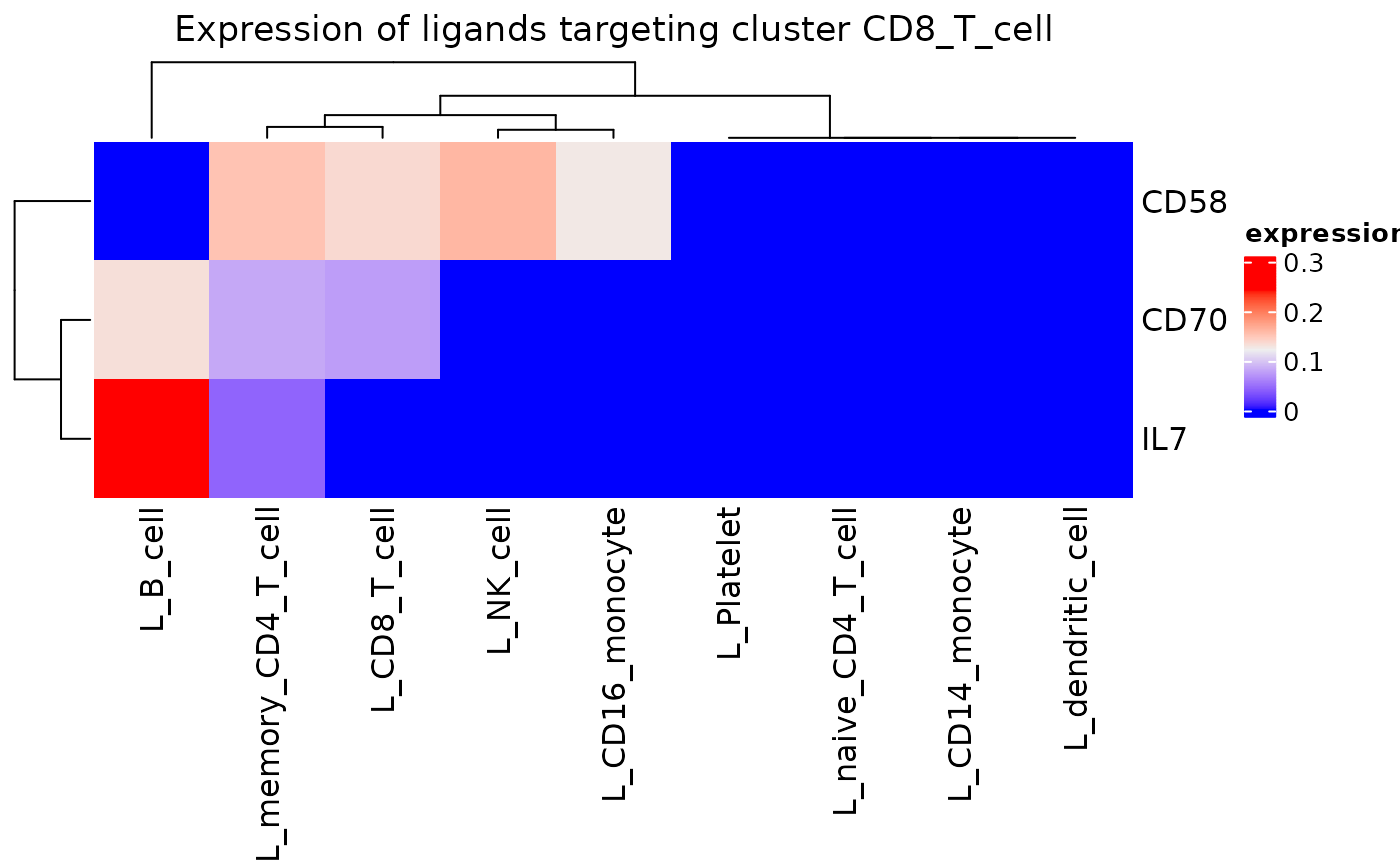 Expression of ligands targeting cluster CD8_T_cell
CD58
CD70
IL7
expression
0.3
0.2
0.1
0
L_B_cell
L_memory_CD4_T_cell
L_CD8_T_cell
L_NK_cell
L_CD16_monocyte
L_Platelet
L_naive_CD4_T_cell
L_CD14_monocyte
L_dendritic_cell